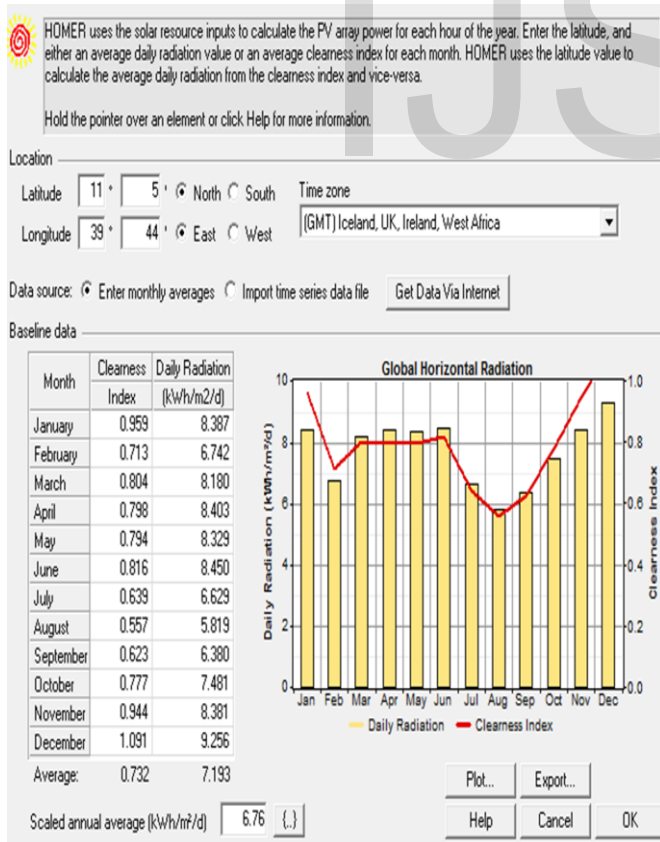 IJS
HOMER uses the solar resource inputs to calculate the PV array power for each hour of the year. Enter the latitude, and
either an average daily radiation value or an average clearness index for each month. HOMER uses the latitude value to
calculate the average daily radiation from the clearness index and vice-versa.
Hold the pointer over an element or click Help for more information.
Location
Latitude 11 ° 5 ' North South Time zone
Longitude 39 ° 44 ' East West (GMT) Iceland, UK, Ireland, West Africa
Data source: Enter monthly averages Import time series data file Get Data Via Internet
Baseline data
Month Clearness Daily Radiation
Index (kWh/m2/d)
January 0.959 8.387
February 0.713 6.742
March 0.804 8.180
April 0.798 8.403
May 0.794 8.329
June 0.816 8.450
July 0.639 6.629
August 0.557 5.819
September 0.623 6.380
October 0.777 7.481
November 0.944 8.381
December 1.091 9.256
Average: 0.732 7.193
Scaled annual average (kWh/m²/d) 6.76 {..}
Global Horizontal Radiation
Daily Radiation (kWh/m²/d)
10
8
6
4
2
0
1.0
0.8
0.6
0.4
0.2
0.0
Clearness Index
Jan Feb Mar Apr May Jun Jul Aug Sep Oct Nov Dec
Daily Radiation Clearness Index
Plot... Export...
Help Cancel OK